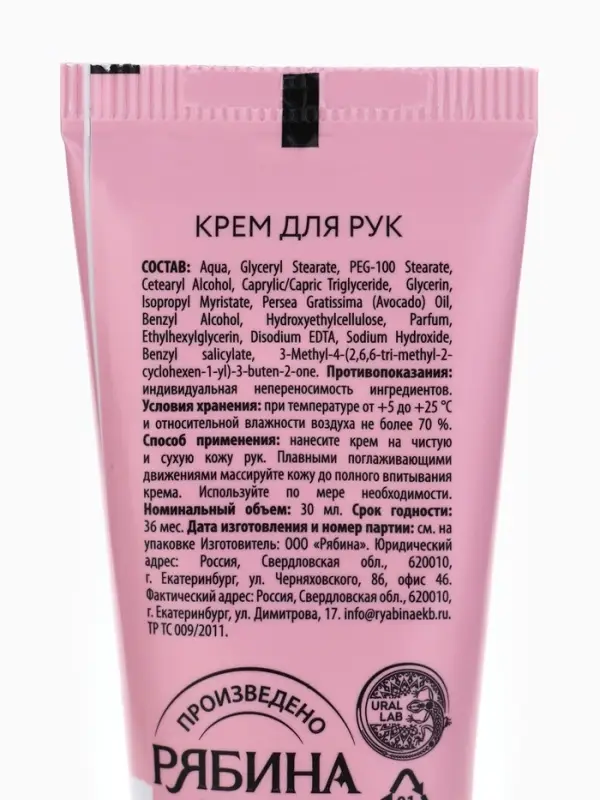 КРЕМ ДЛЯ РУК
СОСТАВ: Aqua, Glyceryl Stearate, PEG-100 Stearate,
Cetearyl Alcohol, Caprylic/Capric Triglyceride, Glycerin,
Isopropyl Myristate, Persea Gratissima (Avocado) Oil,
Benzyl Alcohol, Hydroxyethylcellulose, Parfum,
Ethylhexylglycerin, Disodium EDTA, Sodium Hydroxide,
Benzyl salicylate, 3-Methyl-4-(2,6,6-tri-methyl-2-
cyclohexen-1-yl)-3-buten-2-one. Противопоказания:
индивидуальная непереносимость ингредиентов.
Условия хранения: при температуре от +5 до +25 °C
и относительной влажности воздуха не более 70 %.
Способ применения: нанесите крем на чистую
и сухую кожу рук. Плавными поглаживающими
движениями массируйте кожу до полного впитывания
крема. Используйте по мере необходимости.
Номинальный объем: 30 мл. Срок годности:
36 мес. Дата изготовления и номер партии: см. на
упаковке Изготовитель: ООО «Рябина». Юридический
адрес: Россия, Свердловская обл., 620010,
г. Екатеринбург, ул. Черняховского, 86, офис 46.
Фактический адрес: Россия, Свердловская обл., 620010,
г. Екатеринбург, ул. Димитрова, 17. info@ryabinaekb.ru.
ТР ТС 009/2011.
ПРОИЗВЕДЕНО
РЯБИНА
URAL
LAB